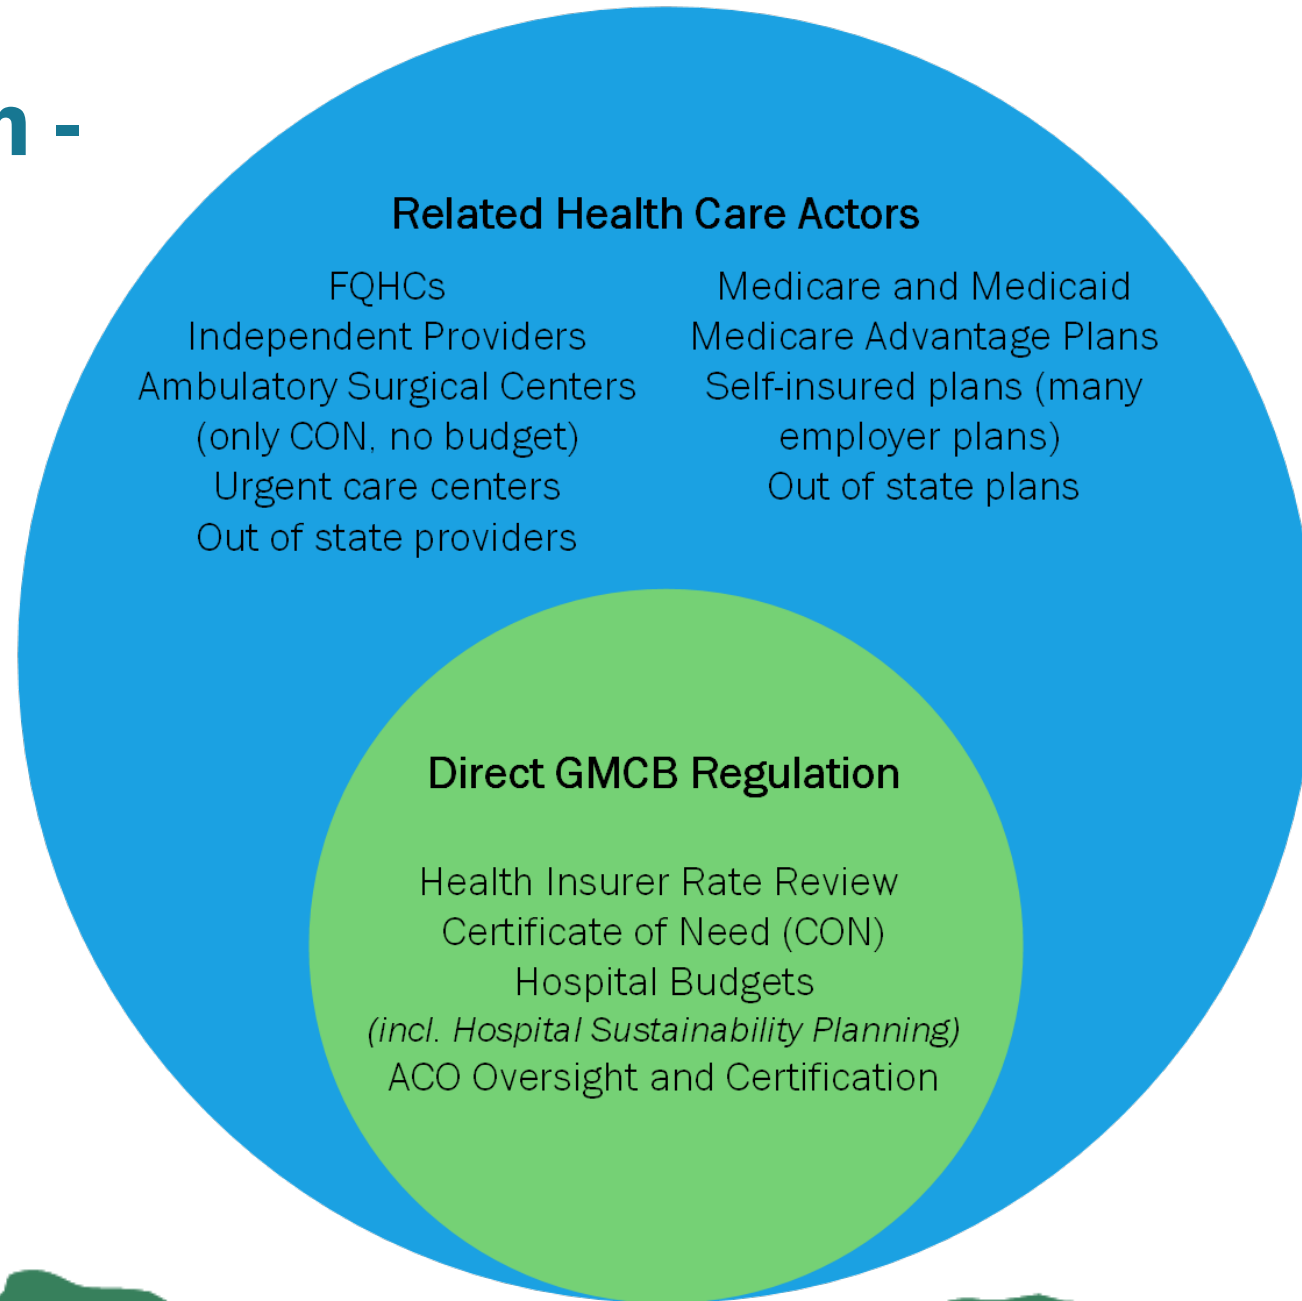 n -
Related Health Care Actors
FQHCs
Independent Providers
Ambulatory Surgical Centers
(only CON, no budget)
Urgent care centers
Out of state providers
Medicare and Medicaid
Medicare Advantage Plans
Self-insured plans (many
employer plans)
Out of state plans
Direct GMCB Regulation
Health Insurer Rate Review
Certificate of Need (CON)
Hospital Budgets
(incl. Hospital Sustainability Planning)
ACO Oversight and Certification